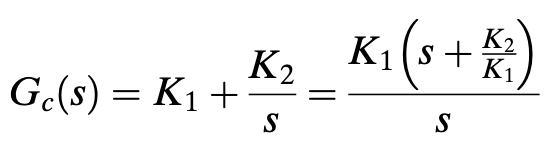 G_c(s) = K_1 + \frac{K_2}{s} = \frac{K_1\left(s + \frac{K_2}{K_1}\right)}{s}